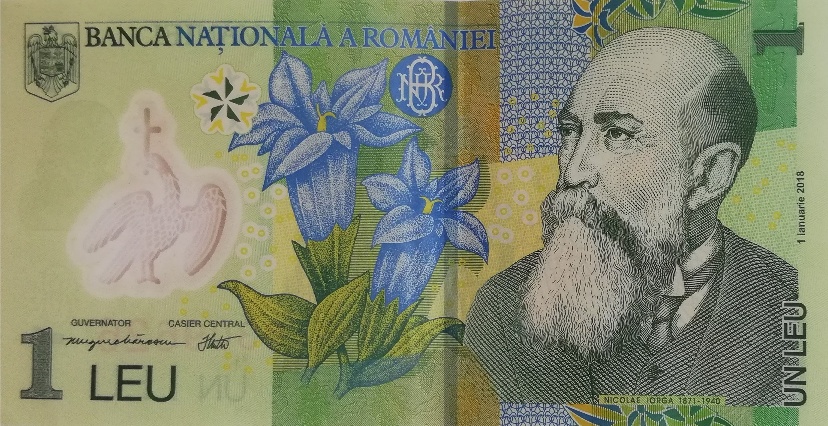 BANCA NAȚIONALĂ A ROMÂNIEI
1
1 Ianuarie 2018
GUVERNATOR CASIER CENTRAL
1 LEU
UN
UN LEU
NICOLAE IORGA 1871-1940